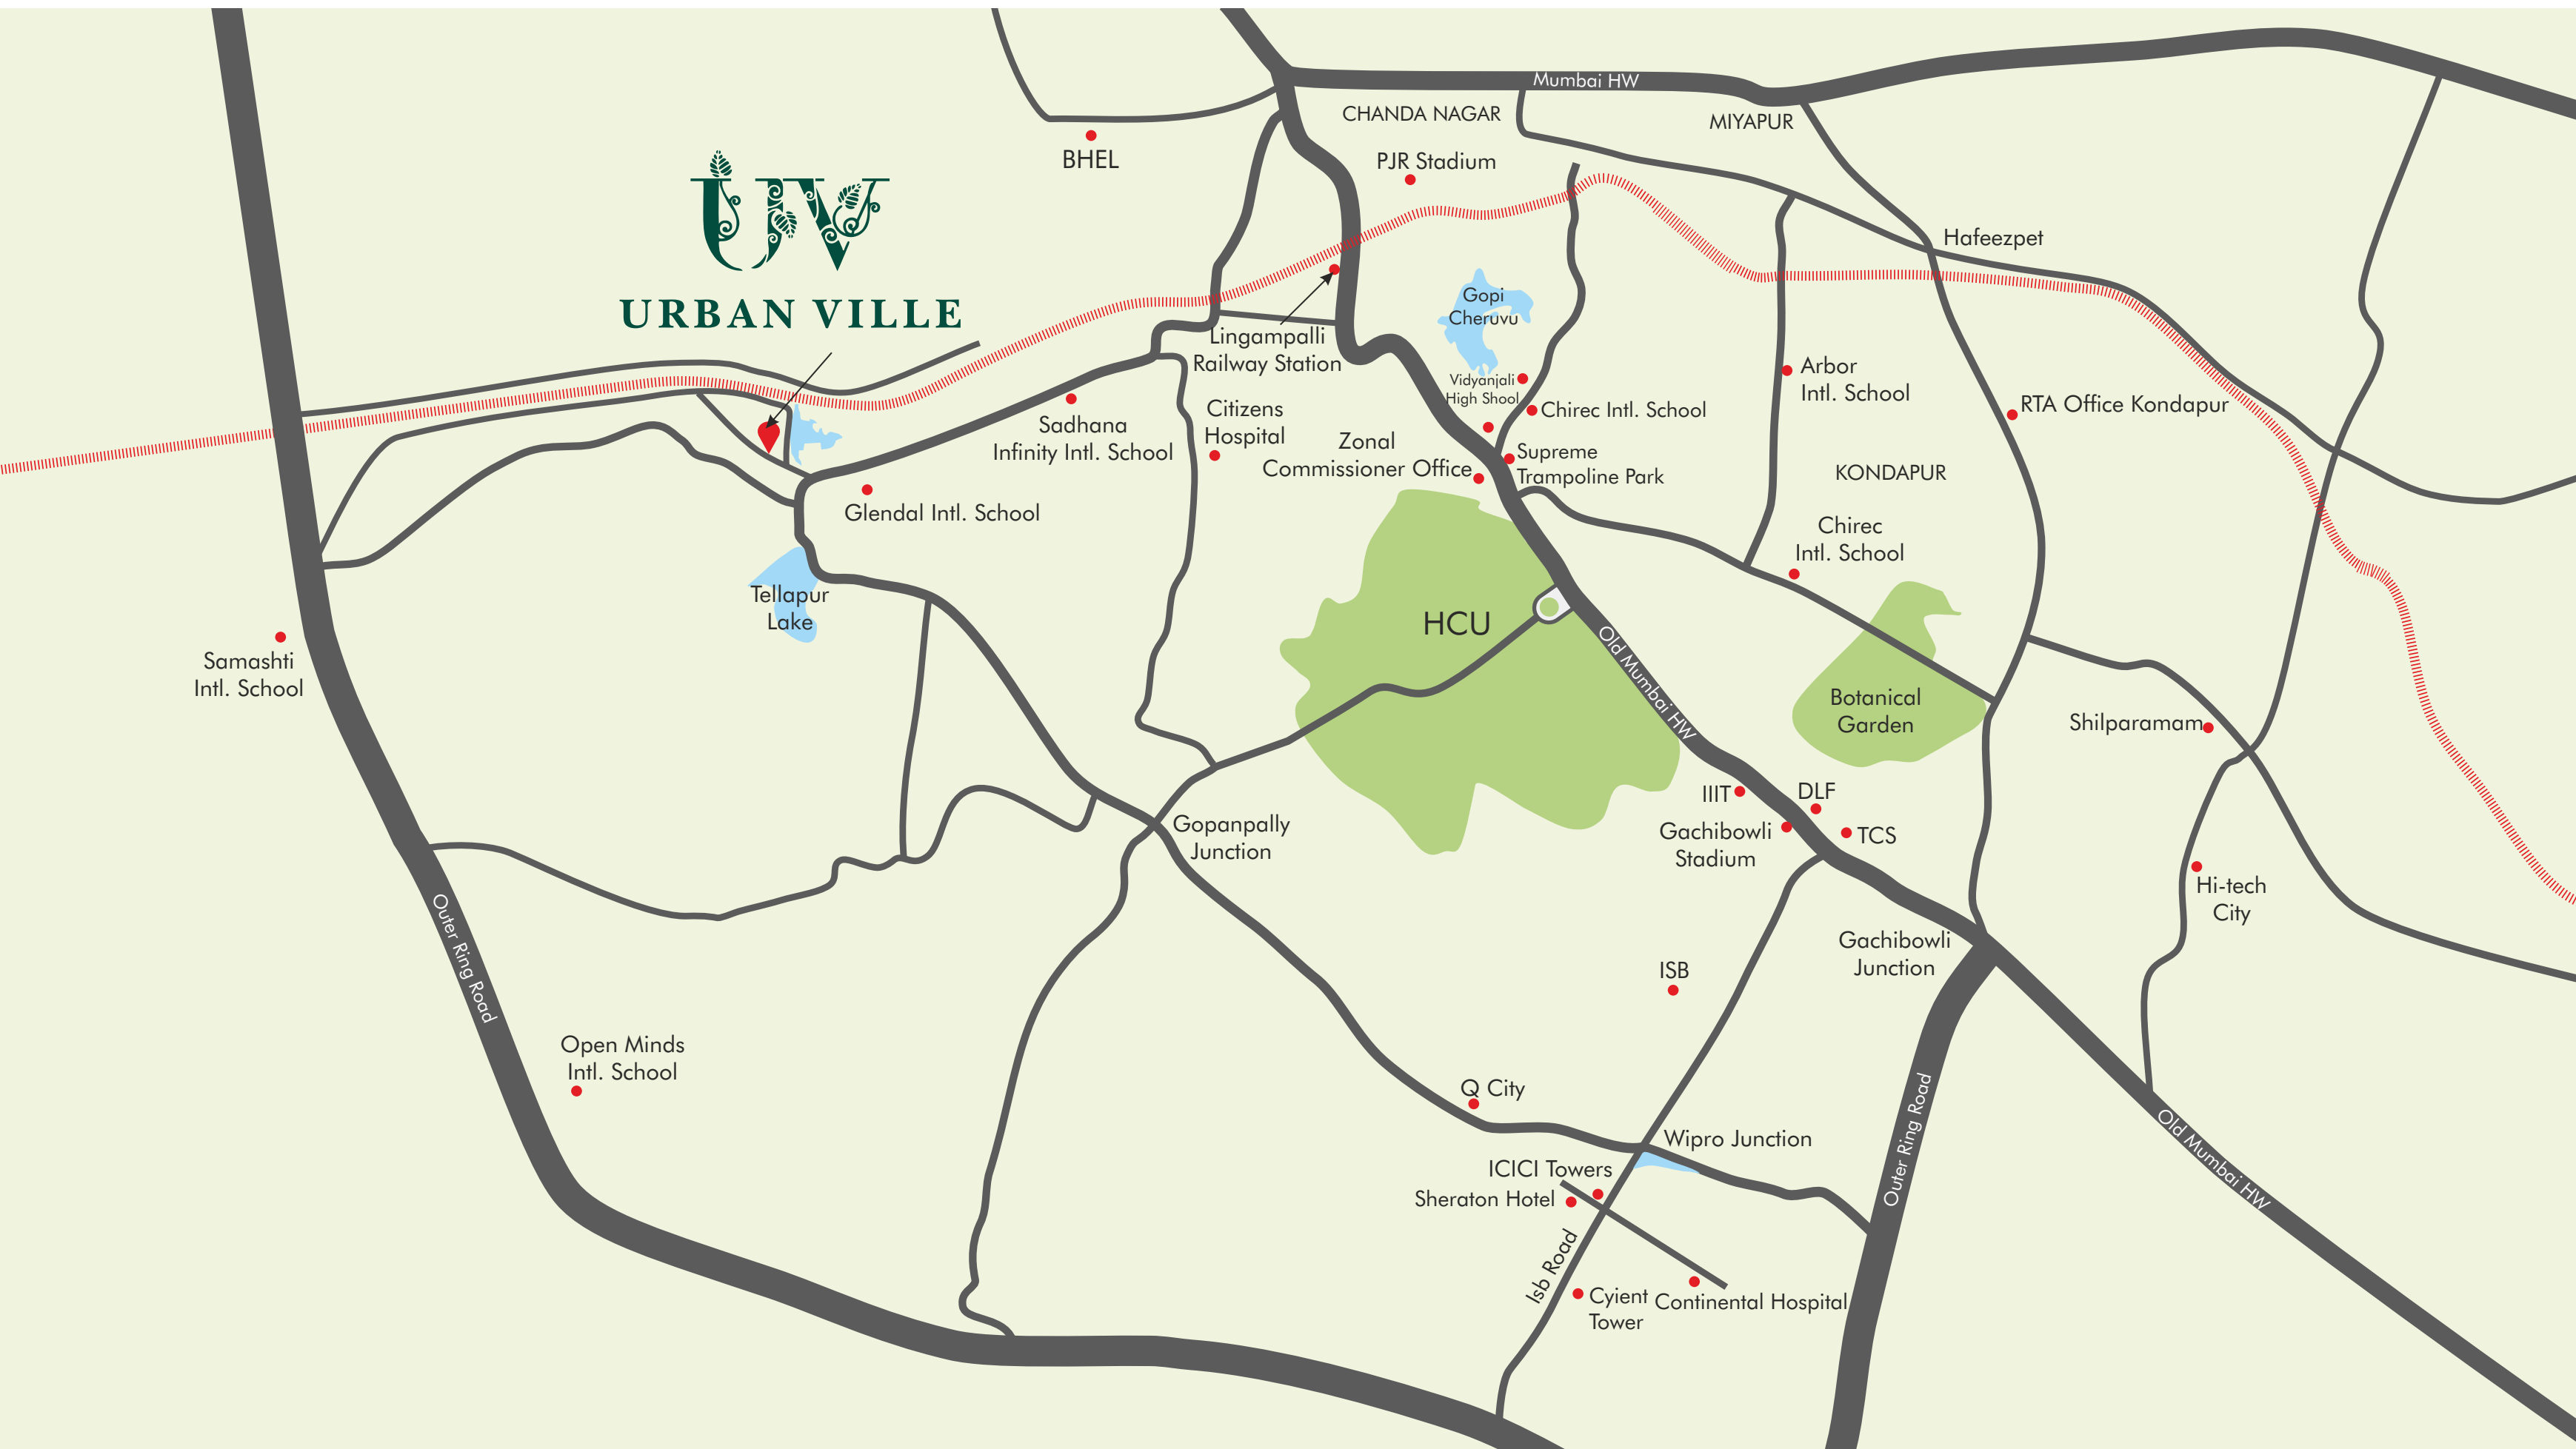 Mumbai HW
CHANDA NAGAR
MIYAPUR
BHEL
PJR Stadium
UV
URBAN VILLE
Hafeezpet
Gopi
Cheruvu
Lingampalli
Railway Station
Vidyanjali
High Shool
Arbor
Intl. School
Chirec Intl. School
RTA Office Kondapur
Citizens
Hospital
Sadhana
Infinity Intl. School
Zonal
Commissioner Office
Supreme
Trampoline Park
KONDAPUR
Glendal Intl. School
Chirec
Intl. School
Tellapur
Lake
HCU
Old Mumbai HW
Samashti
Intl. School
Botanical
Garden
Shilparamam
IIIT
DLF
Gachibowli
Stadium
TCS
Gopanpally
Junction
Hi-tech
City
Outer Ring Road
Gachibowli
Junction
ISB
Open Minds
Intl. School
Q City
Wipro Junction
Outer Ring Road
Old Mumbai HW
ICICI Towers
Sheraton Hotel
Isb Road
Cyient
Tower
Continental Hospital